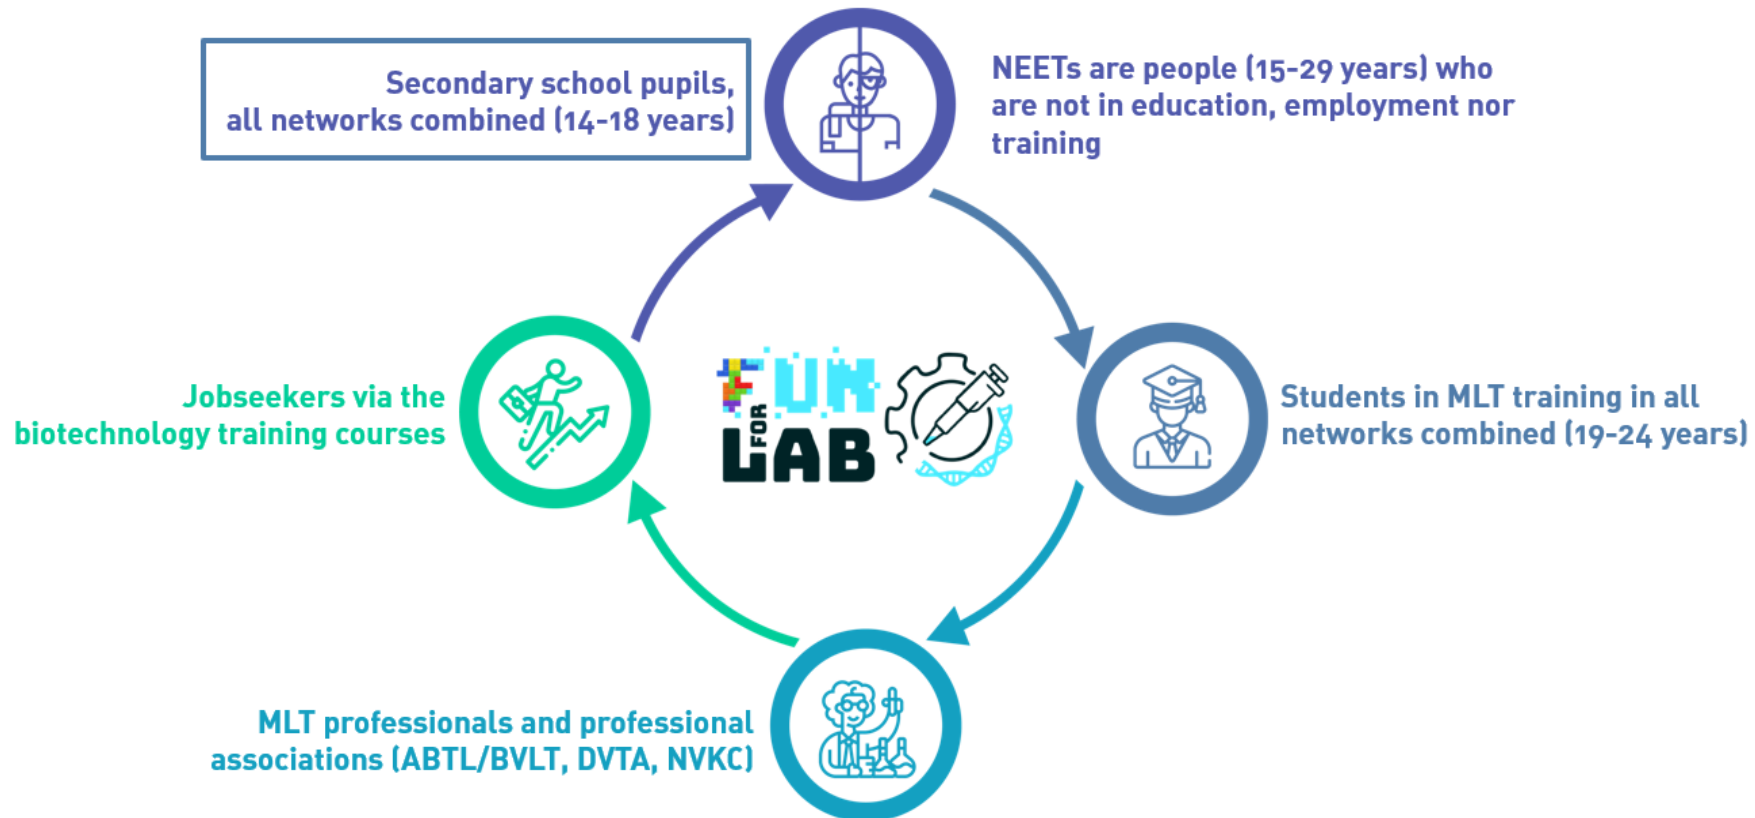 Secondary school pupils,
all networks combined (14-18 years)
NEETs are people (15-29 years) who
are not in education, employment nor
training
Jobseekers via the
biotechnology training courses
FUN
FOR
LAB
Students in MLT training in all
networks combined (19-24 years)
MLT professionals and professional
associations (ABTL/BVLT, DVTA, NVKC)